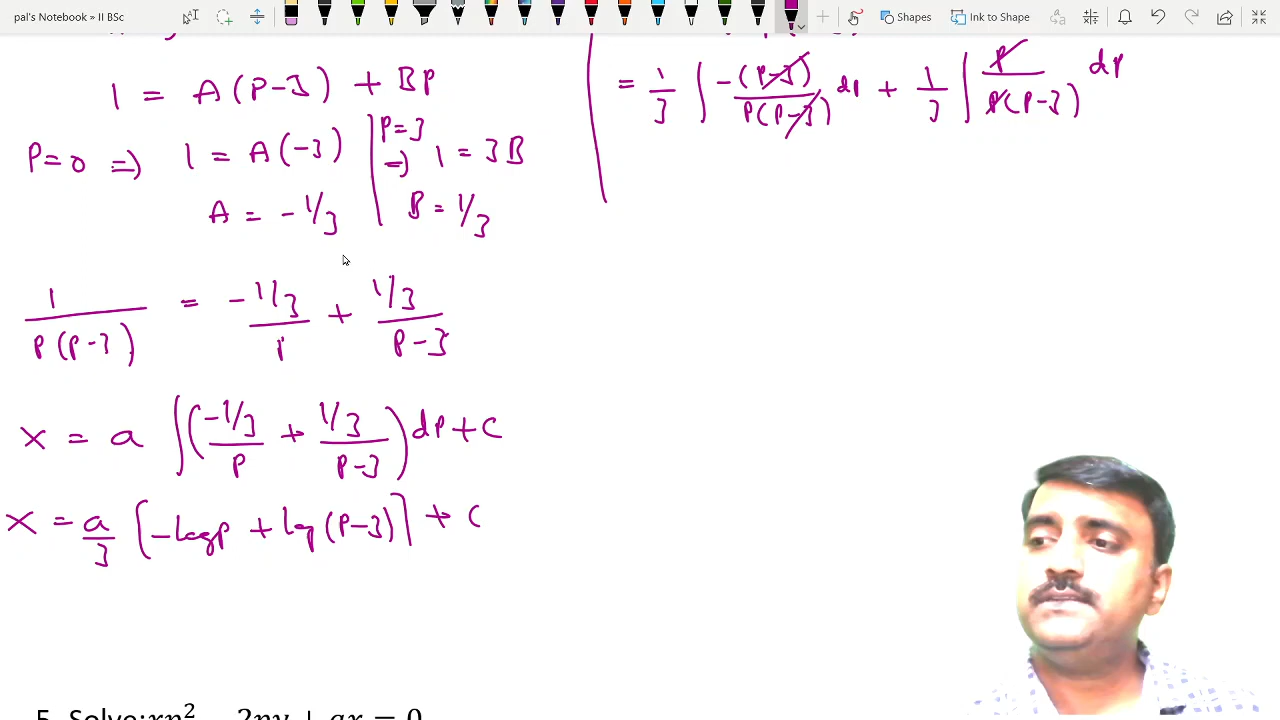 pal's Notebook » II BSc
Shapes
Ink to Shape
1 = A(P-3) + BP
P=0 => 1 = A(-3) | P=3 => 1 = 3B
A = -1/3 | B = 1/3
1/(P(P-3)) = (-1/3)/P + (1/3)/(P-3)
x = a ∫((-1/3)/P + (1/3)/(P-3)) dp + C
x = a/3 [-log p + log(P-3)] + C
= 1/3 ∫ -(P-3)/(P(P-3)) dp + 1/3 ∫ P/(P(P-3)) dp
5. Solve: xp² − 2py + ax = 0